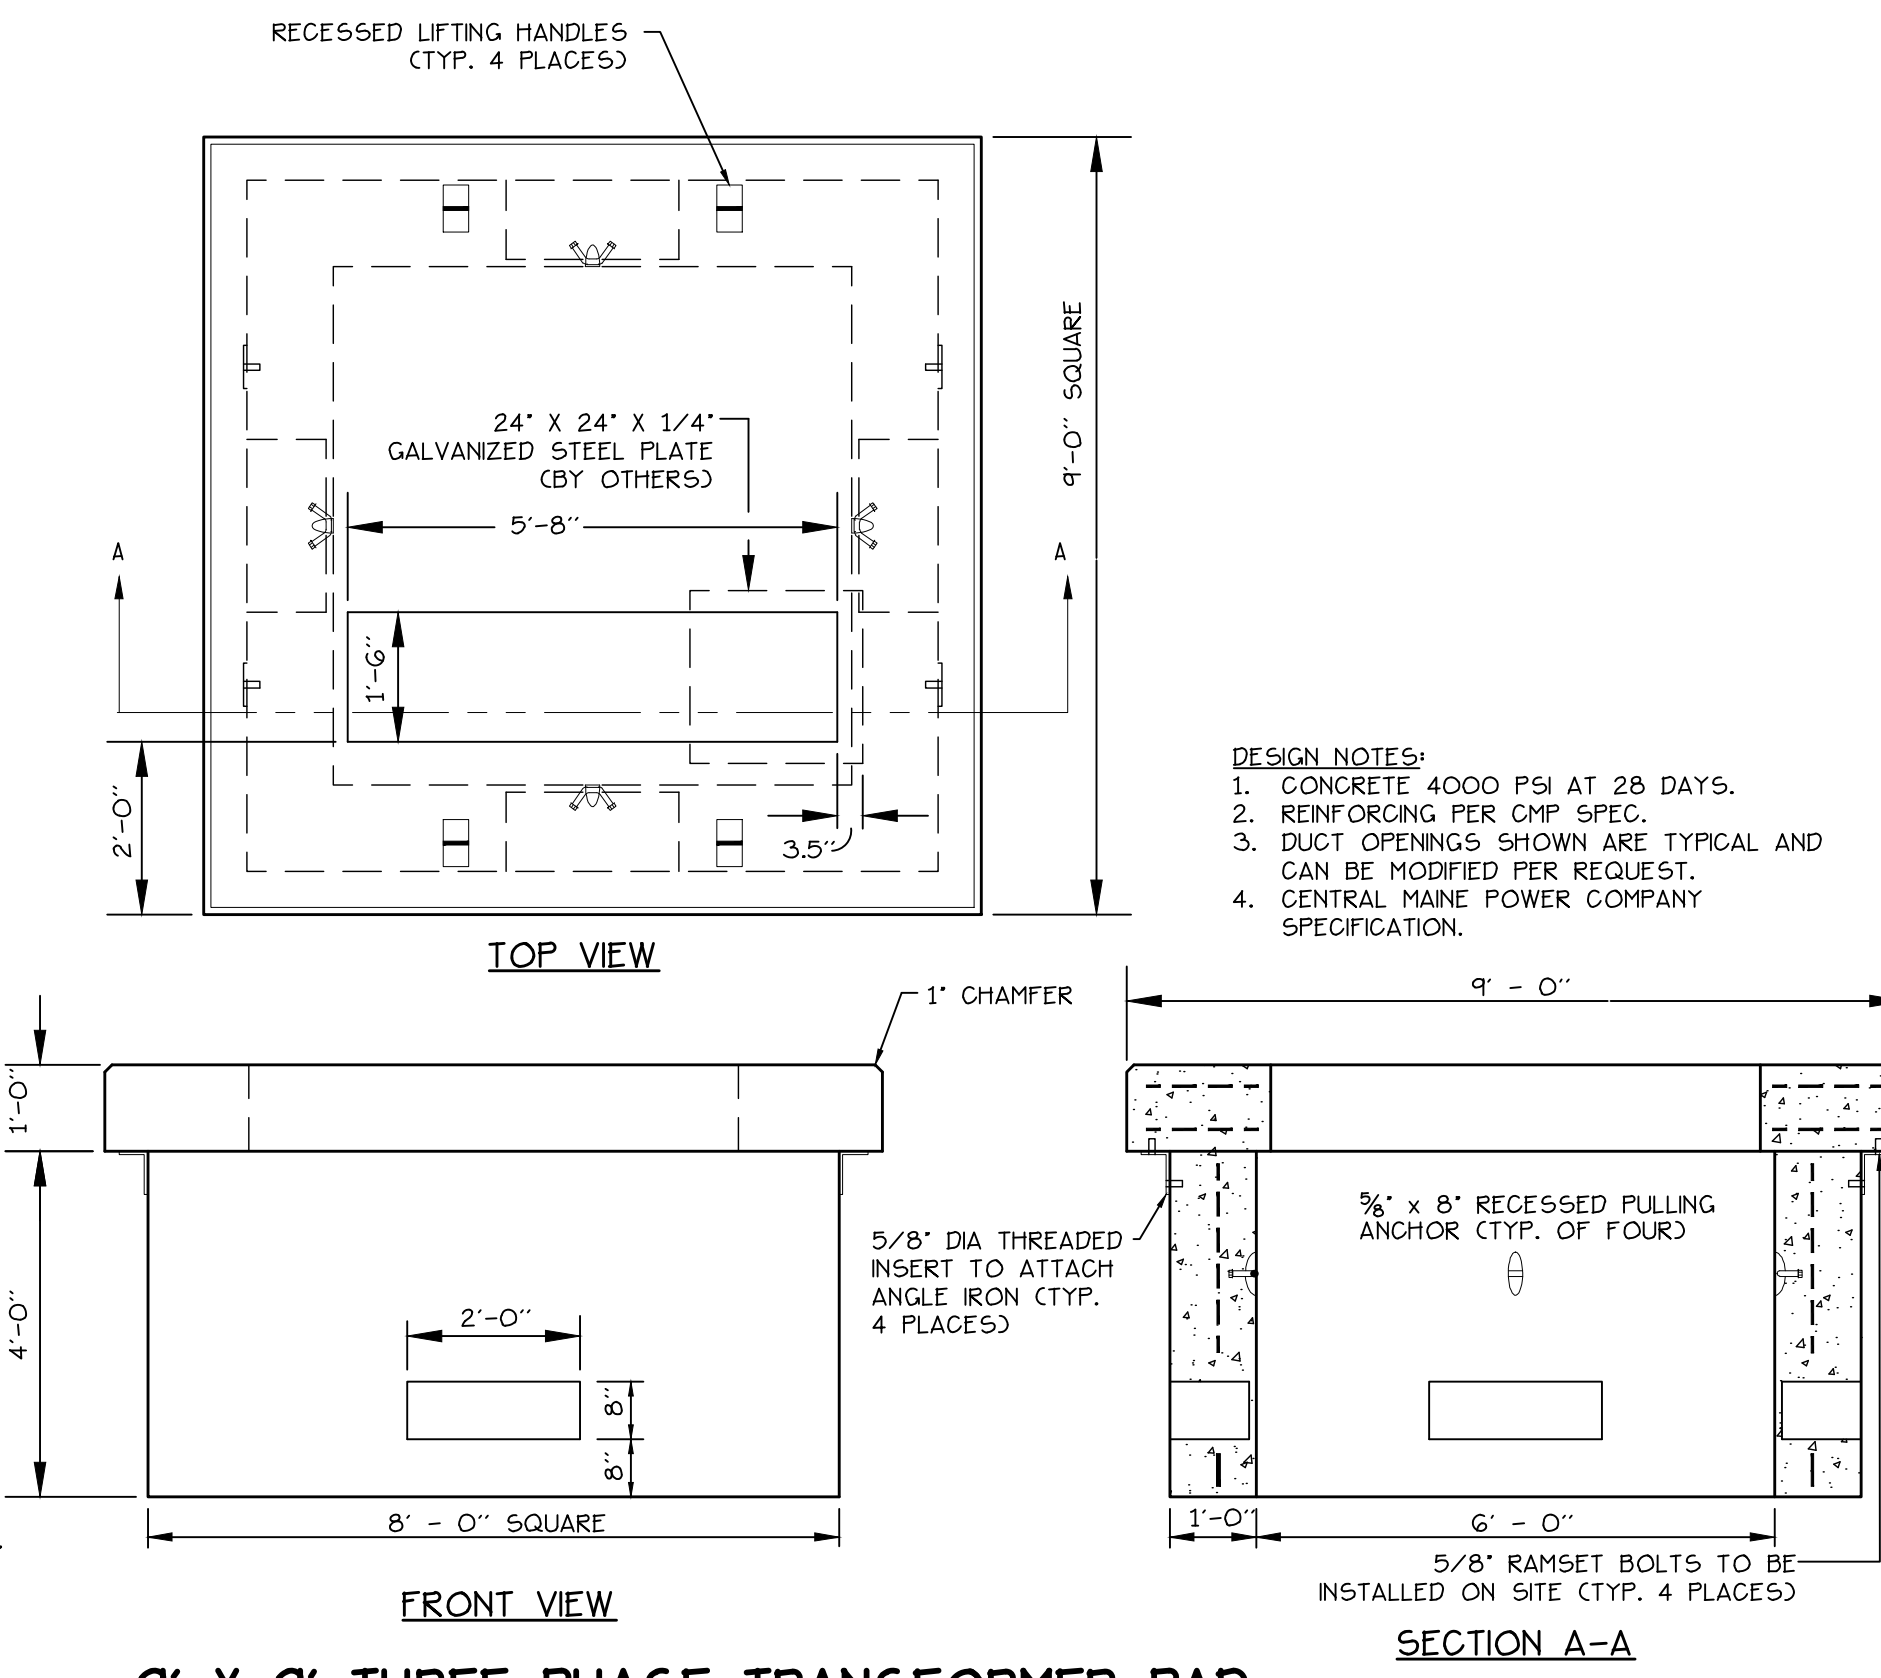 RECESSED LIFTING HANDLES
(TYP. 4 PLACES)
9'-0" SQUARE
24" X 24" X 1/4"
GALVANIZED STEEL PLATE
(BY OTHERS)
5'-8"
A
A
1'-6"
2'-0"
3.5"
TOP VIEW
DESIGN NOTES:
1. CONCRETE 4000 PSI AT 28 DAYS.
2. REINFORCING PER CMP SPEC.
3. DUCT OPENINGS SHOWN ARE TYPICAL AND
CAN BE MODIFIED PER REQUEST.
4. CENTRAL MAINE POWER COMPANY
SPECIFICATION.
1" CHAMFER
1'-0"
4'-0"
2'-0"
8"
8"
8' - 0" SQUARE
FRONT VIEW
9' - 0"
5/8" DIA THREADED
INSERT TO ATTACH
ANGLE IRON (TYP.
4 PLACES)
⅝" x 8" RECESSED PULLING
ANCHOR (TYP. OF FOUR)
1'-0"
6' - 0"
5/8" RAMSET BOLTS TO BE
INSTALLED ON SITE (TYP. 4 PLACES)
SECTION A-A
9' X 9' THREE PHASE TRANSFORMER PAD